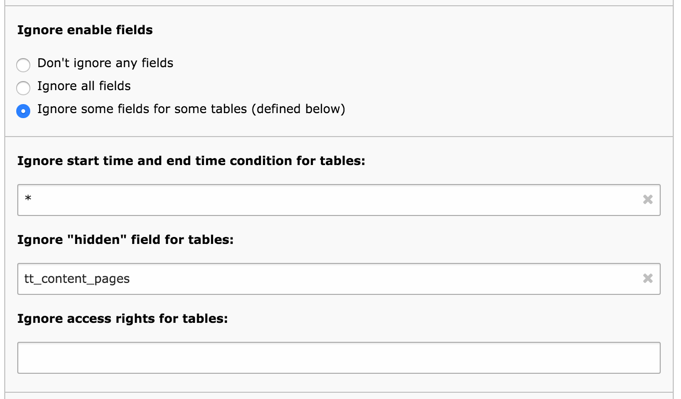 Ignore enable fields
Don't ignore any fields
Ignore all fields
Ignore some fields for some tables (defined below)
Ignore start time and end time condition for tables:
*
Ignore "hidden" field for tables:
tt_content_pages
Ignore access rights for tables: